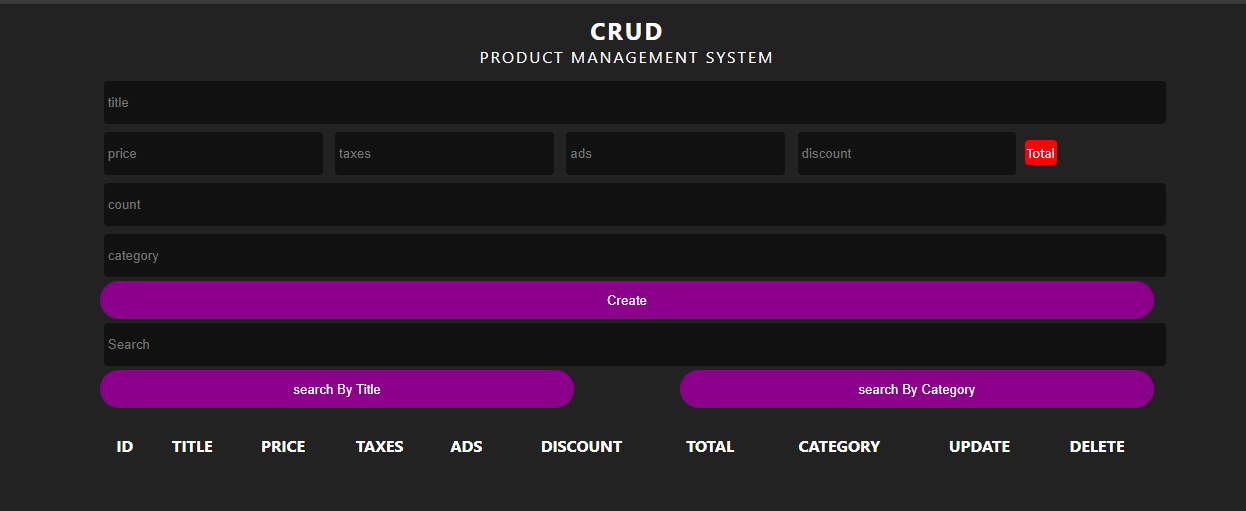 CRUD
PRODUCT MANAGEMENT SYSTEM
title
price taxes ads discount Total
count
category
Create
Search
search By Title search By Category
ID TITLE PRICE TAXES ADS DISCOUNT TOTAL CATEGORY UPDATE DELETE